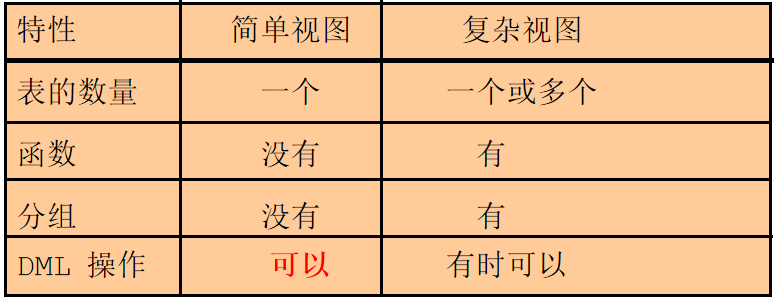 特性 简单视图 复杂视图
表的数量 一个 一个或多个
函数 没有 有
分组 没有 有
DML 操作 可以 有时可以